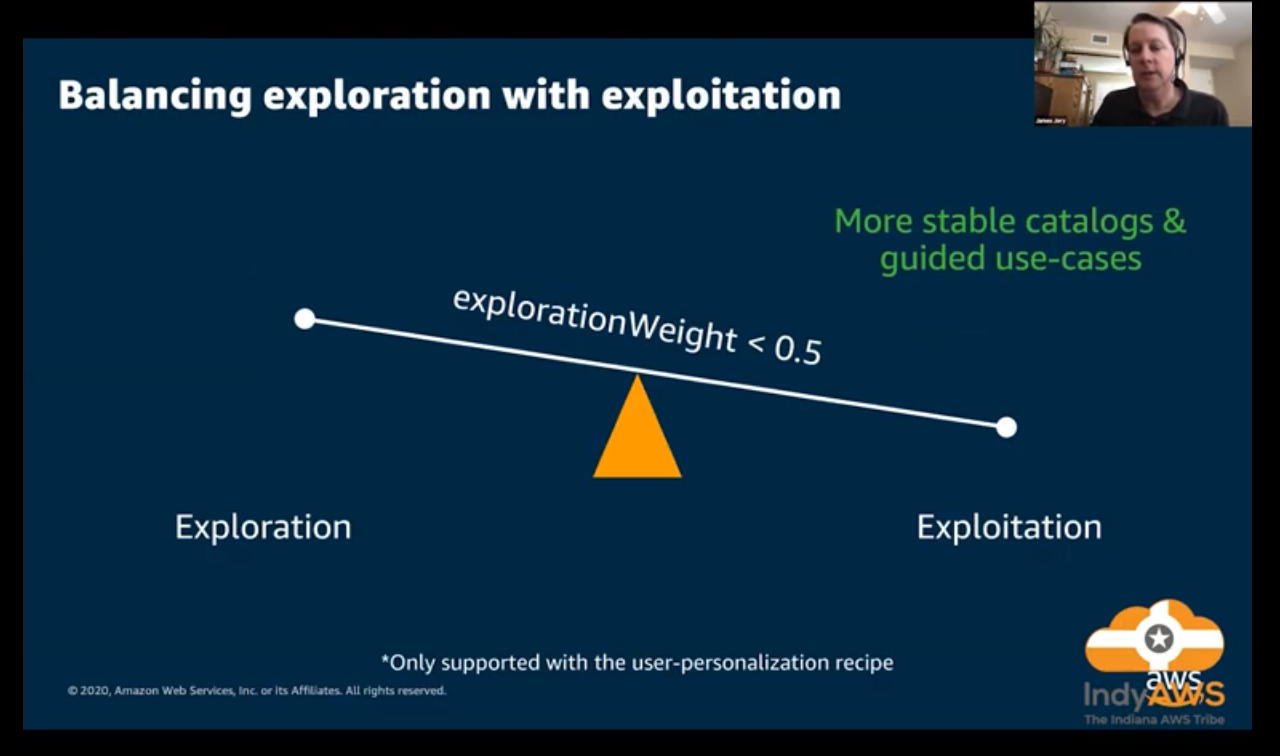 Balancing exploration with exploitation
James Jory
More stable catalogs &
guided use-cases
explorationWeight < 0.5
Exploration
Exploitation
*Only supported with the user-personalization recipe
© 2020, Amazon Web Services, Inc. or its Affiliates. All rights reserved.
aws
IndyAWS
The Indiana AWS Tribe